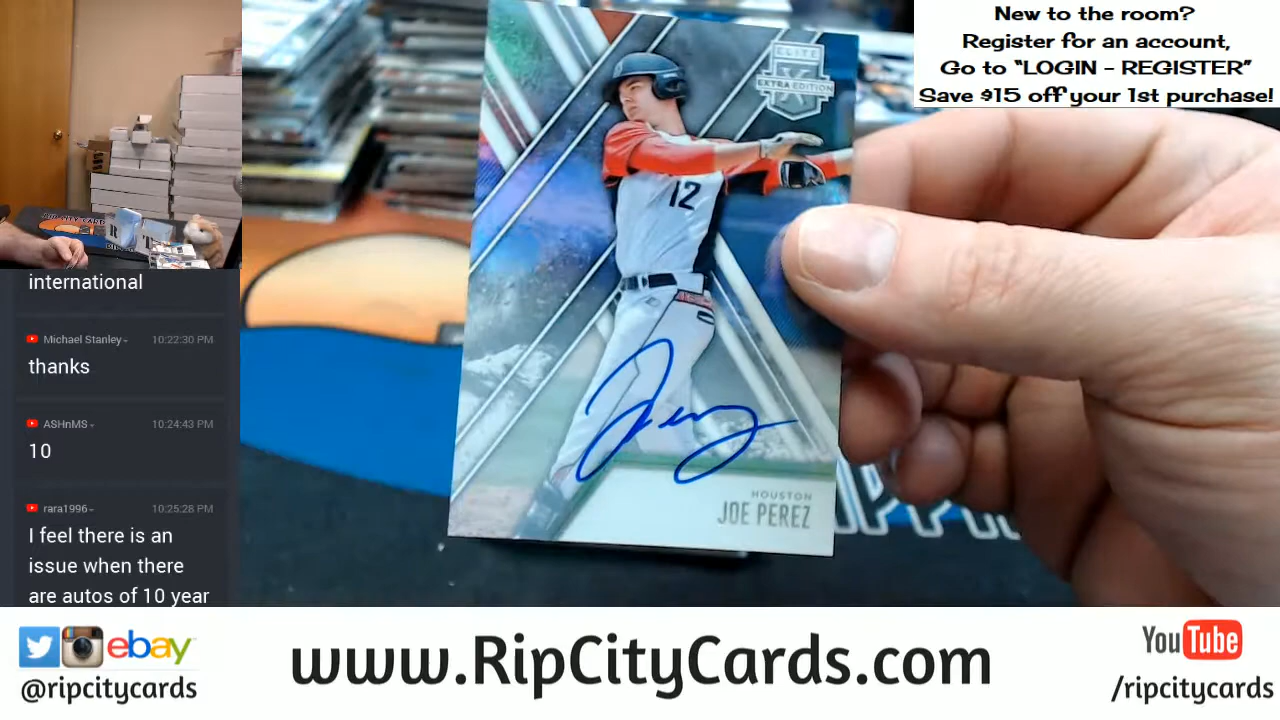 New to the room?
Register for an account,
Go to “LOGIN – REGISTER”
Save $15 off your 1st purchase!
ELITE
X
EXTRA EDITION
12
HOUSTON
JOE PEREZ
international
Michael Stanley
10:22:30 PM
thanks
ASHnMS
10:24:43 PM
10
rara1996
10:25:28 PM
I feel there is an
issue when there
are autos of 10 year
ebay
@ripcitycards
www.RipCityCards.com
YouTube
/ripcitycards